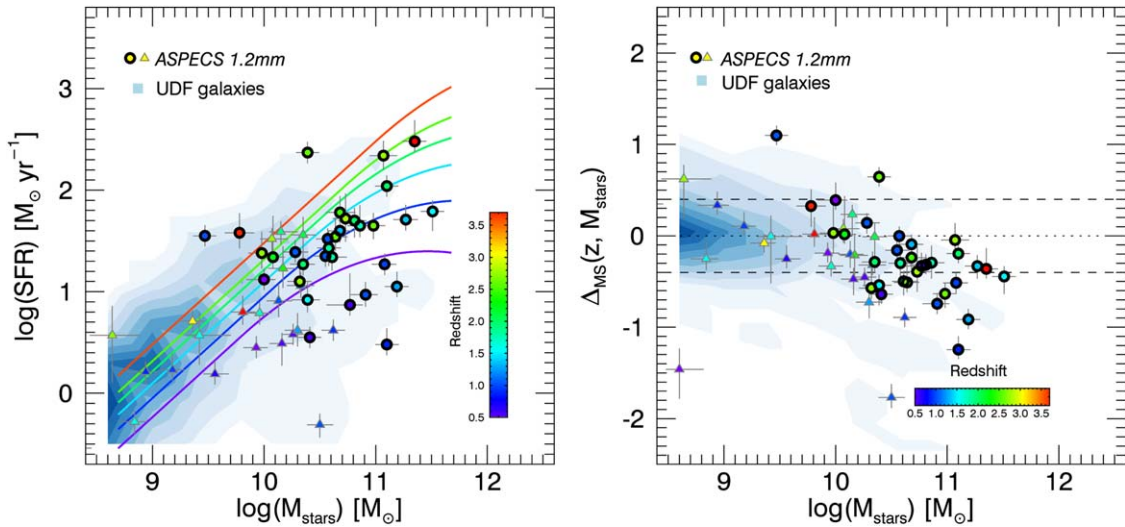 ASPECS 1.2mm
UDF galaxies
log(SFR) [M⊙ yr⁻¹]
3
2
1
0
Redshift
3.5
3.0
2.5
2.0
1.5
1.0
0.5
9 10 11 12
log(Mstars) [M⊙]
ASPECS 1.2mm
UDF galaxies
ΔMS(z, Mstars)
2
1
0
-1
-2
Redshift
0.5 1.0 1.5 2.0 2.5 3.0 3.5
9 10 11 12
log(Mstars) [M⊙]